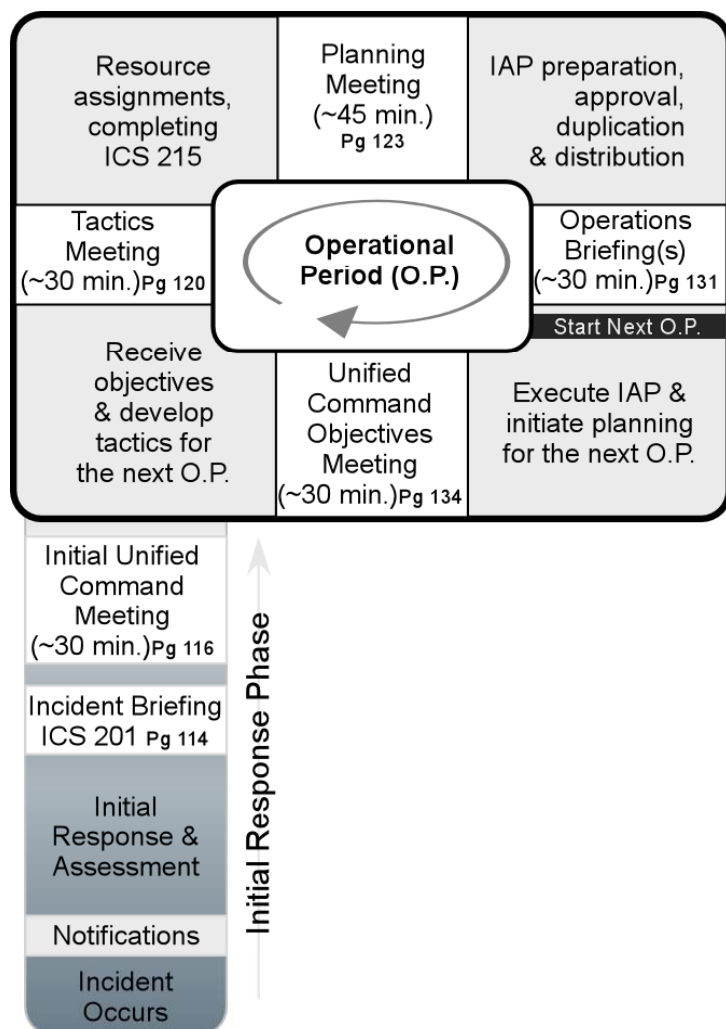 Resource
assignments,
completing
ICS 215
Planning
Meeting
(~45 min.)
Pg 123
IAP preparation,
approval,
duplication
& distribution
Tactics
Meeting
(~30 min.)Pg 120
Operational
Period (O.P.)
Operations
Briefing(s)
(~30 min.)Pg 131
Start Next O.P.
Receive
objectives
& develop
tactics for
the next O.P.
Unified
Command
Objectives
Meeting
(~30 min.)Pg 134
Execute IAP &
initiate planning
for the next O.P.
Initial Unified
Command
Meeting
(~30 min.)Pg 116
Incident Briefing
ICS 201 Pg 114
Initial
Response &
Assessment
Notifications
Incident
Occurs
Initial Response Phase